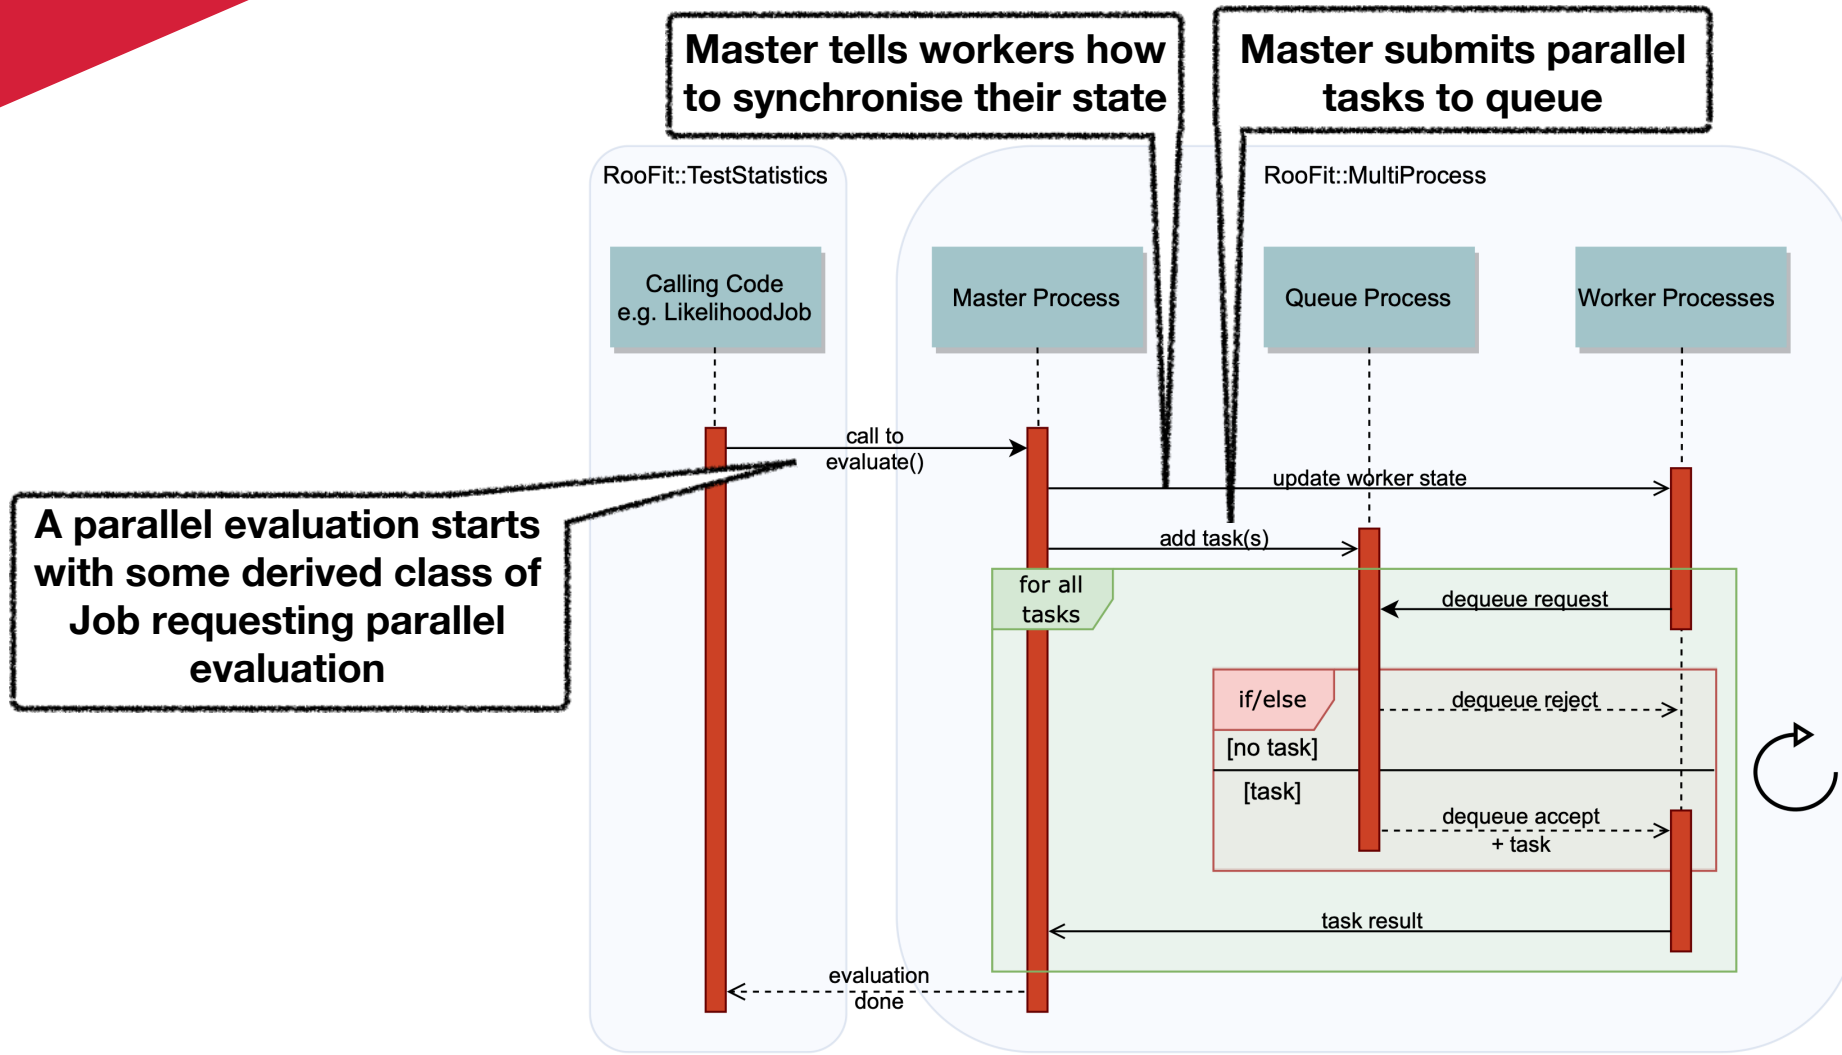 Master tells workers how
to synchronise their state
Master submits parallel
tasks to queue
RooFit::TestStatistics
RooFit::MultiProcess
Calling Code
e.g. LikelihoodJob
Master Process
Queue Process
Worker Processes
call to
evaluate()
update worker state
A parallel evaluation starts
with some derived class of
Job requesting parallel
evaluation
add task(s)
for all
tasks
dequeue request
if/else
dequeue reject
[no task]
[task]
dequeue accept
+ task
task result
evaluation
done